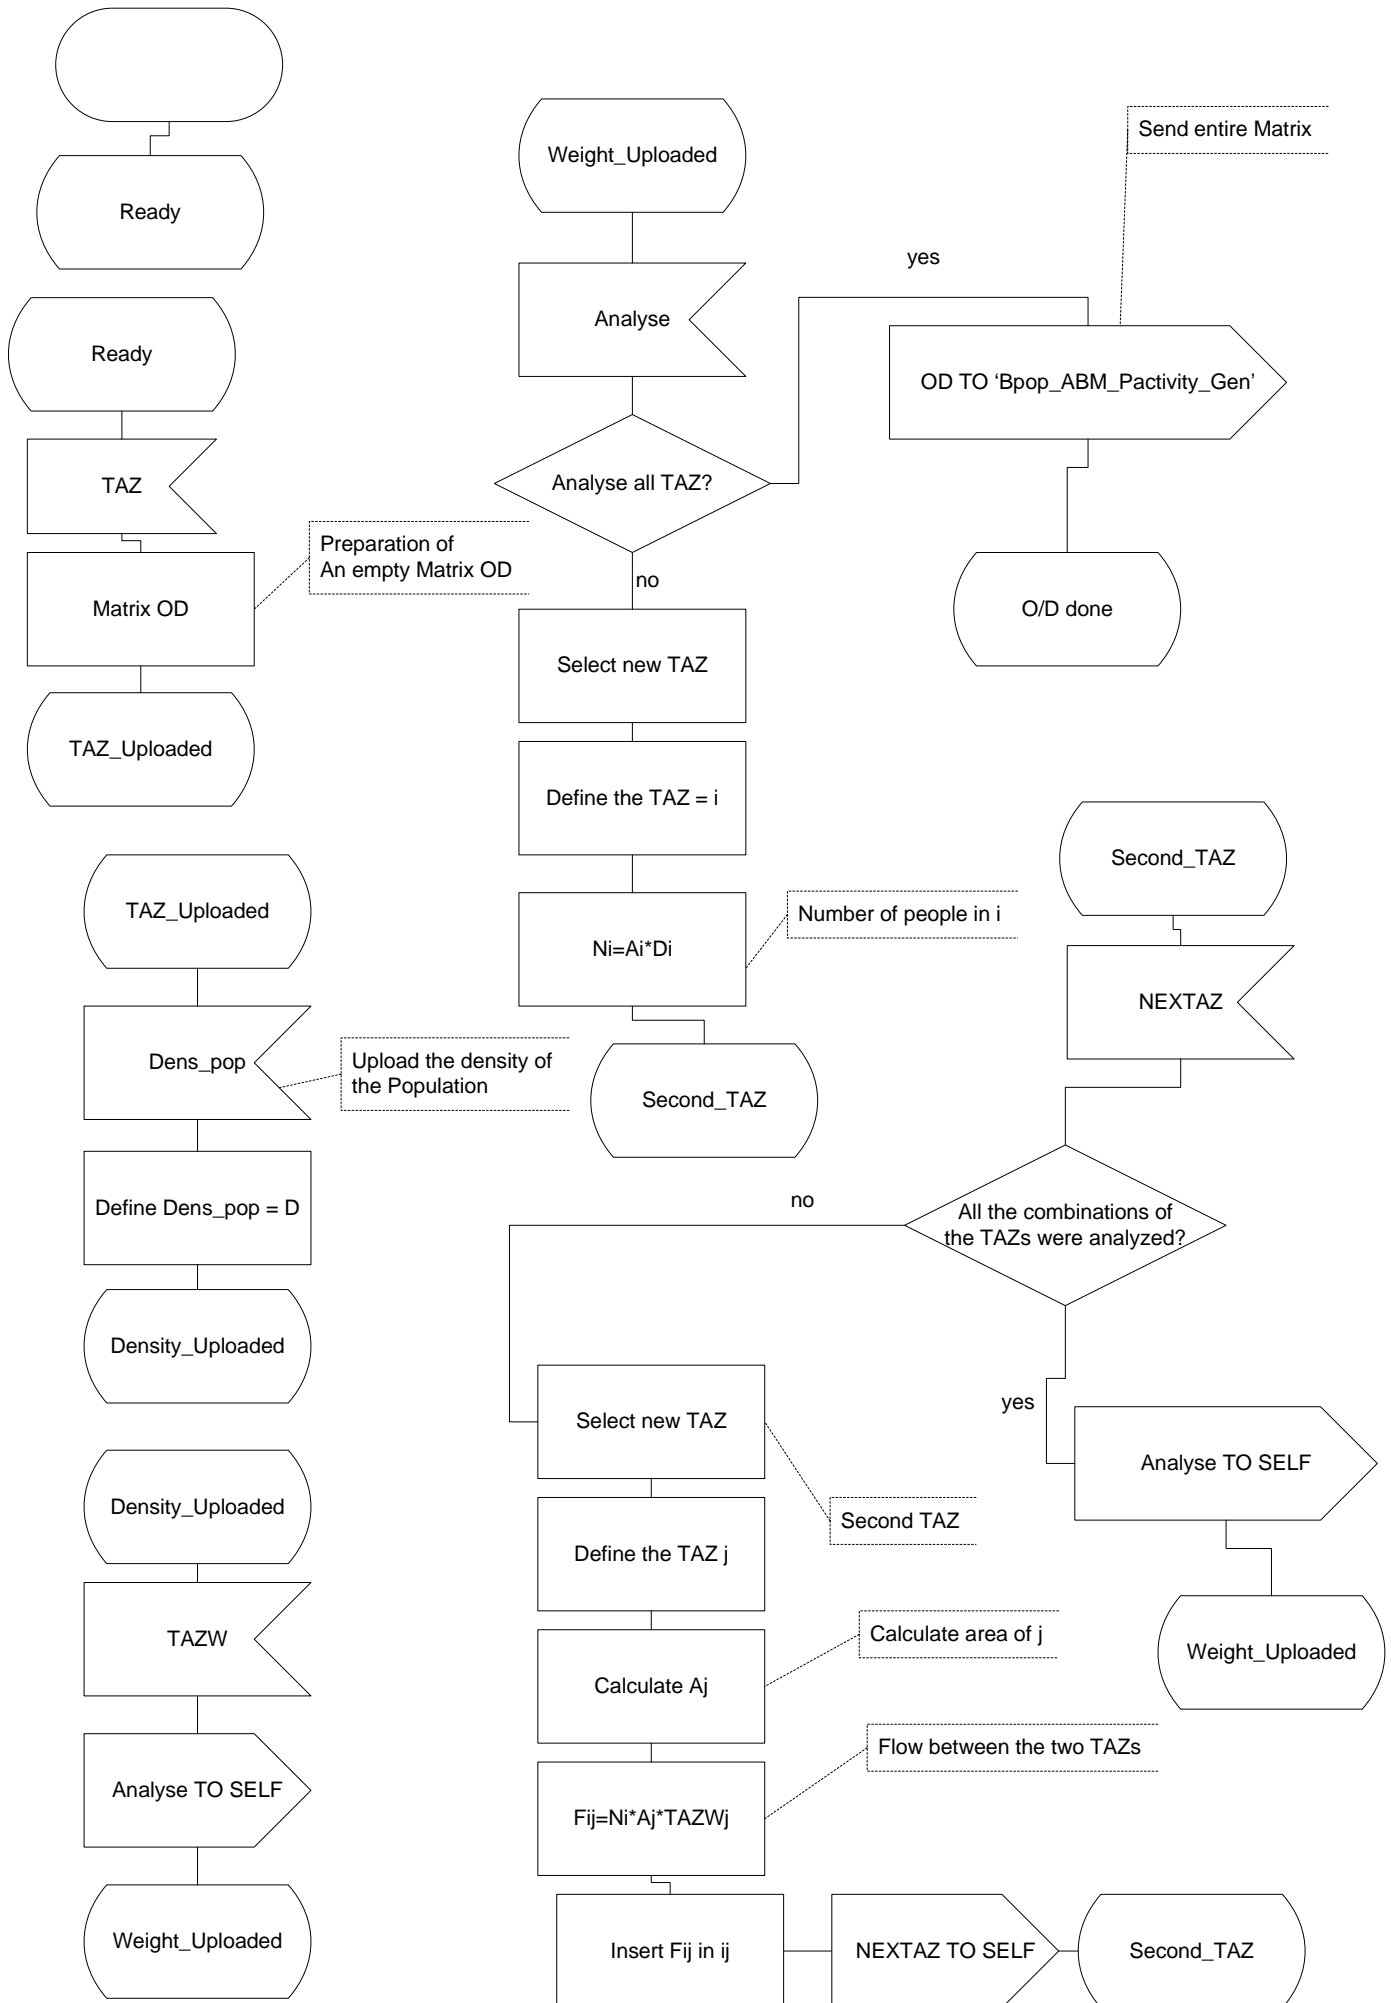 Ready
Ready
TAZ
Matrix OD
Preparation of
An empty Matrix OD
TAZ_Uploaded
TAZ_Uploaded
Dens_pop
Upload the density of
the Population
Define Dens_pop = D
Density_Uploaded
Density_Uploaded
TAZW
Analyse TO SELF
Weight_Uploaded
Weight_Uploaded
Analyse
Analyse all TAZ?
yes
Send entire Matrix
OD TO ‘Bpop_ABM_Pactivity_Gen’
O/D done
no
Select new TAZ
Define the TAZ = i
Ni=Ai*Di
Number of people in i
Second_TAZ
Second_TAZ
NEXTAZ
All the combinations of
the TAZs were analyzed?
no
yes
Analyse TO SELF
Weight_Uploaded
Select new TAZ
Second TAZ
Define the TAZ j
Calculate Aj
Calculate area of j
Fij=Ni*Aj*TAZWj
Flow between the two TAZs
Insert Fij in ij
NEXTAZ TO SELF
Second_TAZ